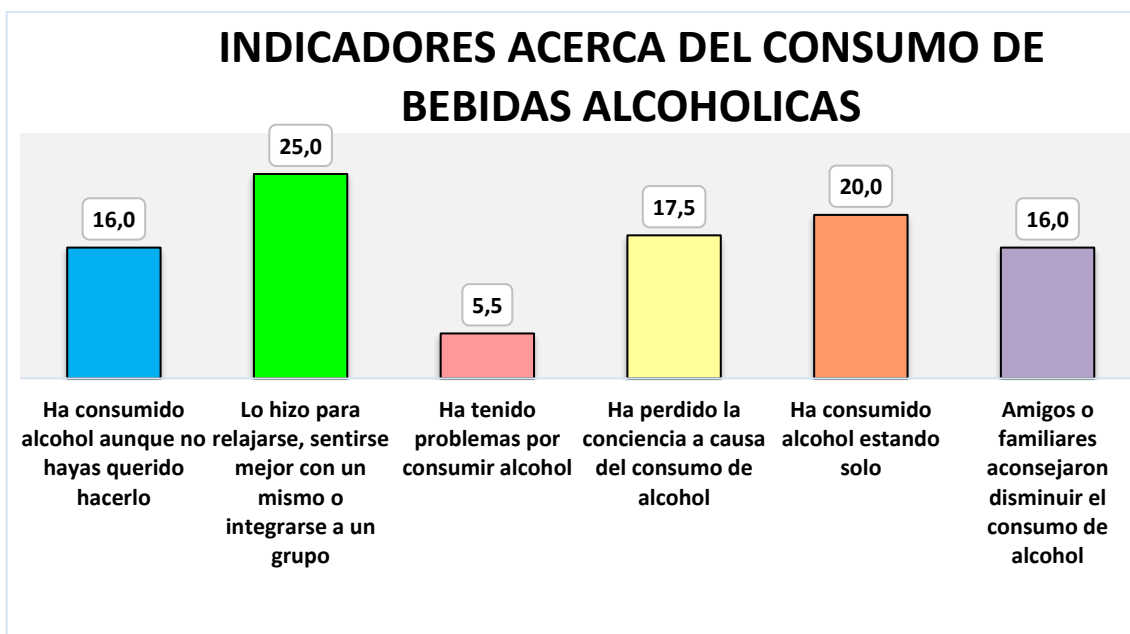 INDICADORES ACERCA DEL CONSUMO DE
BEBIDAS ALCOHOLICAS
16,0
25,0
5,5
17,5
20,0
16,0
Ha consumido
alcohol aunque no
hayas querido
hacerlo
Lo hizo para
relajarse, sentirse
mejor con un
mismo o
integrarse a un
grupo
Ha tenido
problemas por
consumir alcohol
Ha perdido la
conciencia a causa
del consumo de
alcohol
Ha consumido
alcohol estando
solo
Amigos o
familiares
aconsejaron
disminuir el
consumo de
alcohol